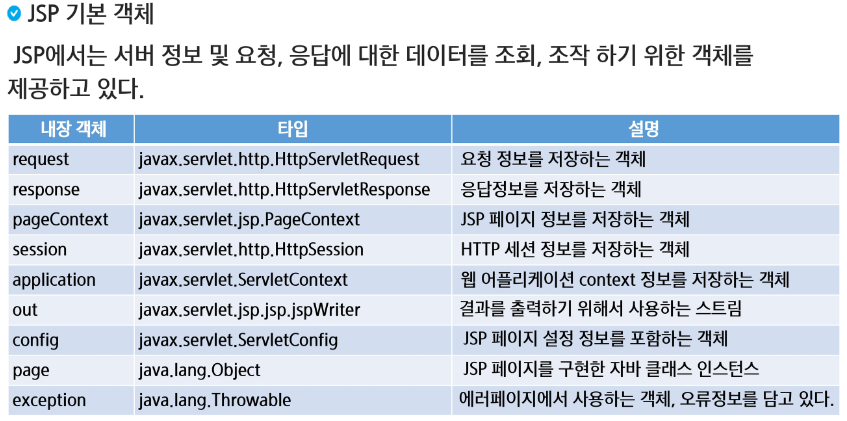 JSP 기본 객체
JSP에서는 서버 정보 및 요청, 응답에 대한 데이터를 조회, 조작 하기 위한 객체를
제공하고 있다.
내장 객체 타입 설명
request javax.servlet.http.HttpServletRequest 요청 정보를 저장하는 객체
response javax.servlet.http.HttpServletResponse 응답정보를 저장하는 객체
pageContext javax.servlet.jsp.PageContext JSP 페이지 정보를 저장하는 객체
session javax.servlet.http.HttpSession HTTP 세션 정보를 저장하는 객체
application javax.servlet.ServletContext 웹 어플리케이션 context 정보를 저장하는 객체
out javax.servlet.jsp.jsp.jspWriter 결과를 출력하기 위해서 사용하는 스트림
config javax.servlet.ServletConfig JSP 페이지 설정 정보를 포함하는 객체
page java.lang.Object JSP 페이지를 구현한 자바 클래스 인스턴스
exception java.lang.Throwable 에러페이지에서 사용하는 객체, 오류정보를 담고 있다.